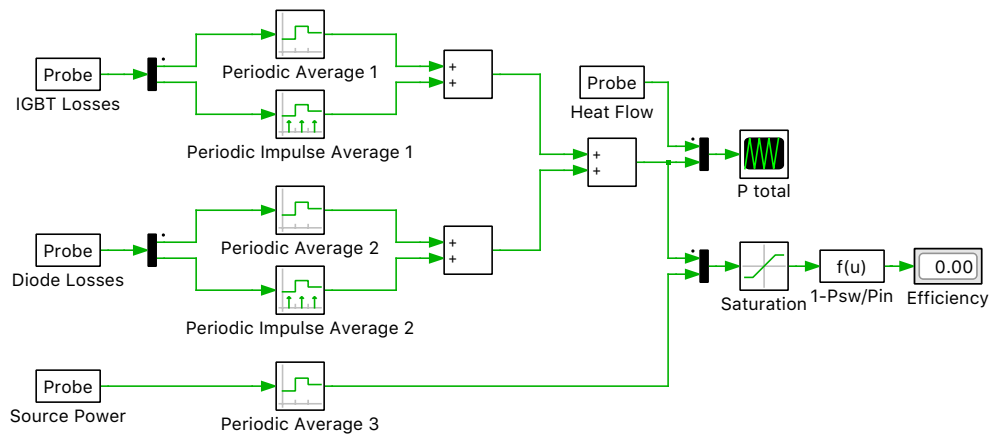 Periodic Average 1
Probe
IGBT Losses
+
+
Probe
Heat Flow
Periodic Impulse Average 1
+
+
P total
Probe
Diode Losses
Periodic Average 2
+
+
Periodic Impulse Average 2
Saturation
f(u)
1-Psw/Pin
0.00
Efficiency
Probe
Source Power
Periodic Average 3